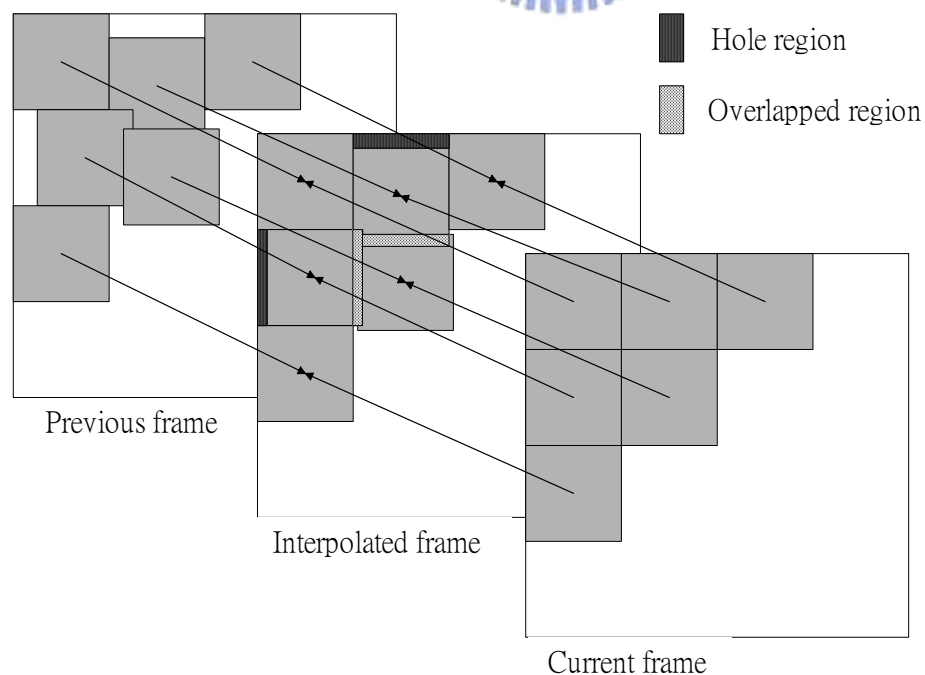 Hole region
Overlapped region
Previous frame
Interpolated frame
Current frame